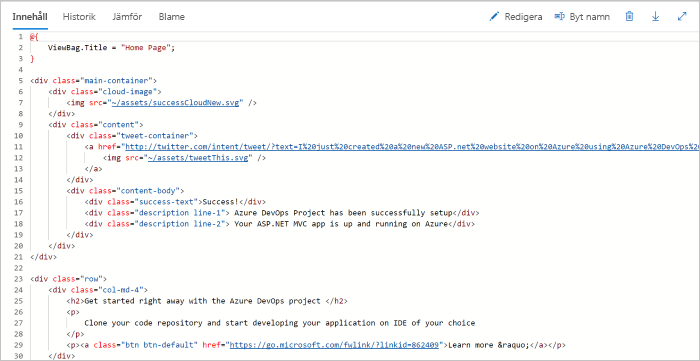 Innehåll Historik Jämför Blame Redigera Byt namn
1 @{
2 ViewBag.Title = "Home Page";
3 }
4
5 <div class="main-container">
6 <div class="cloud-image">
7 <img src="~/assets/successCloudNew.svg" />
8 </div>
9 <div class="content">
10 <div class="tweet-container">
11 <a href="http://twitter.com/intent/tweet/?text=I%20just%20created%20a%20new%20ASP.net%20website%20on%20Azure%20using%20Azure%20DevOps%20
12 <img src="~/assets/tweetThis.svg" />
13 </a>
14 </div>
15 <div class="content-body">
16 <div class="success-text">Success!</div>
17 <div class="description line-1"> Azure DevOps Project has been successfully setup</div>
18 <div class="description line-2"> Your ASP.NET MVC app is up and running on Azure</div>
19 </div>
20 </div>
21 </div>
22
23 <div class="row">
24 <div class="col-md-4">
25 <h2>Get started right away with the Azure DevOps project </h2>
26 <p>
27 Clone your code repository and start developing your application on IDE of your choice
28 </p>
29 <p><a class="btn btn-default" href="https://go.microsoft.com/fwlink/?linkid=862409">Learn more &raquo;</a></p>
30 </div>